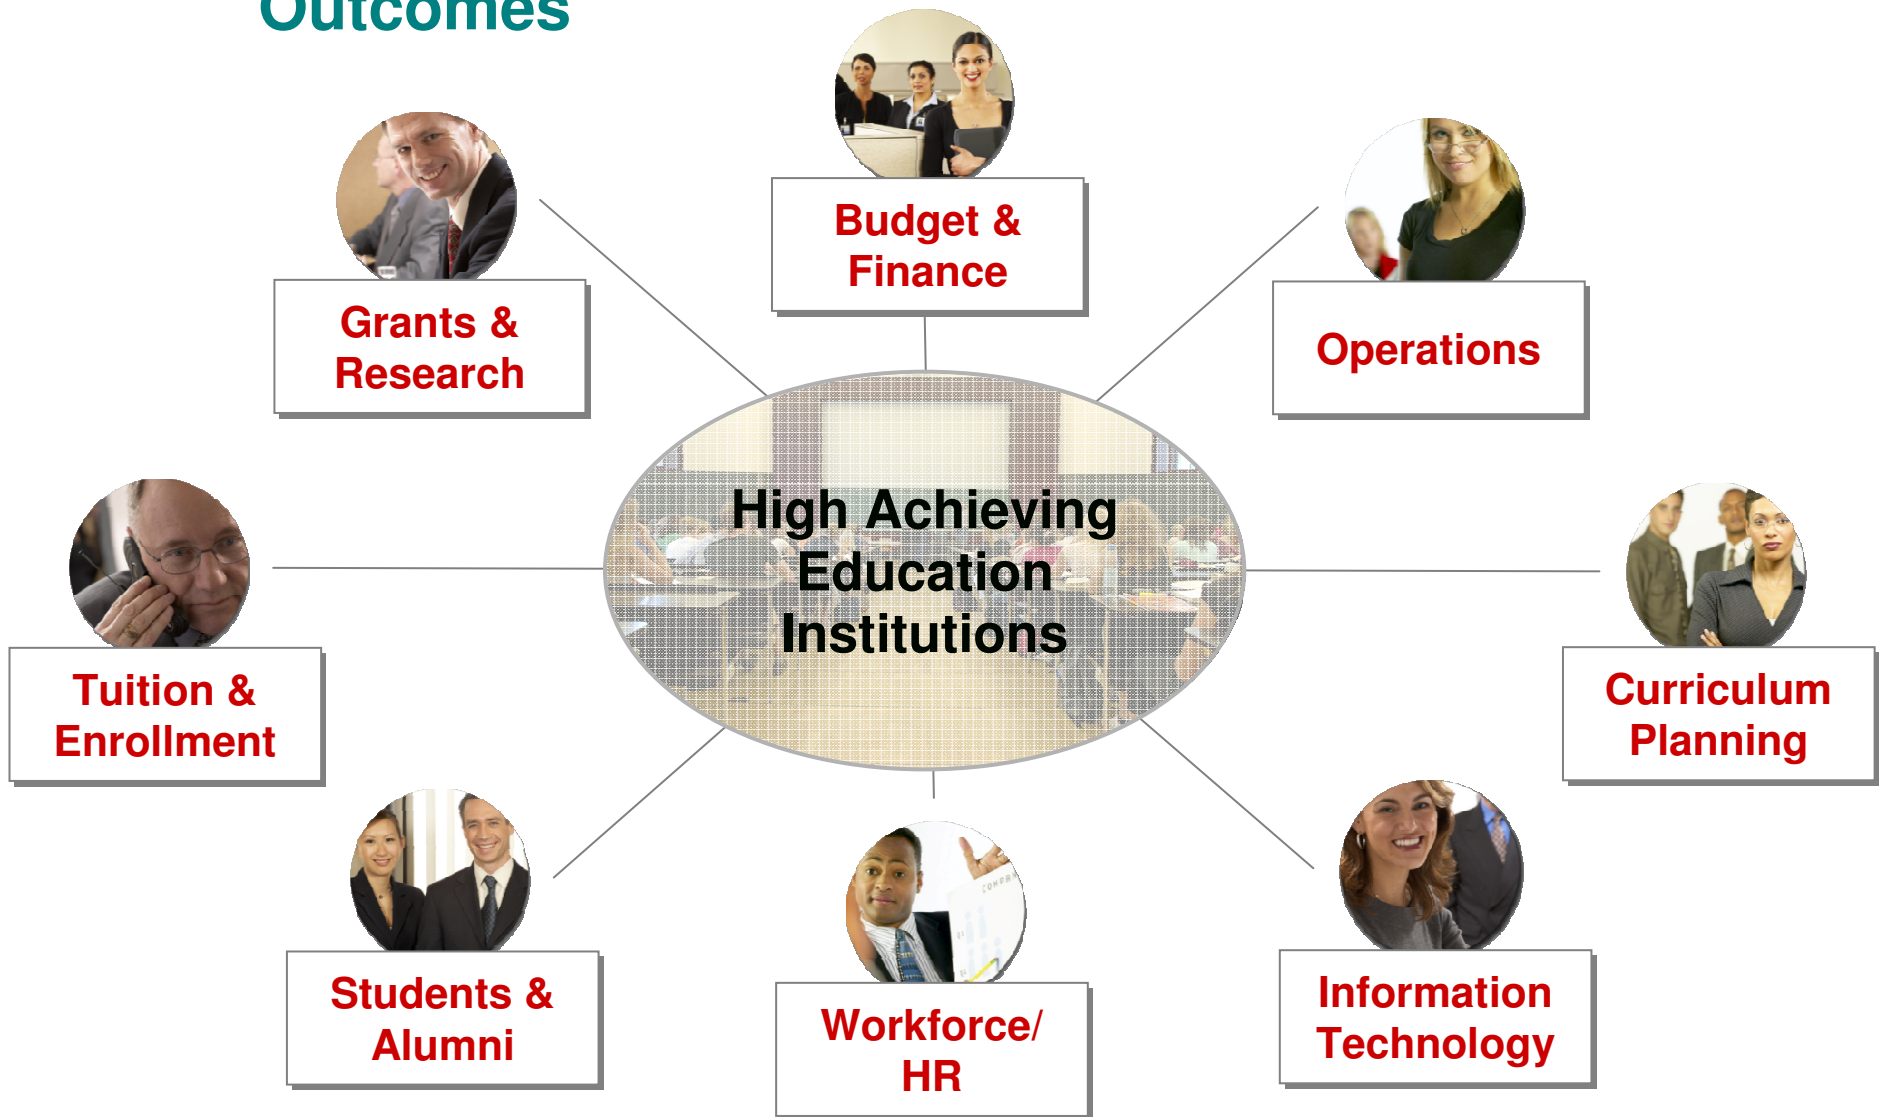 Outcomes
Budget &
Finance
Grants &
Research
Operations
High Achieving
Education
Institutions
Tuition &
Enrollment
Curriculum
Planning
Students &
Alumni
Workforce/
HR
Information
Technology